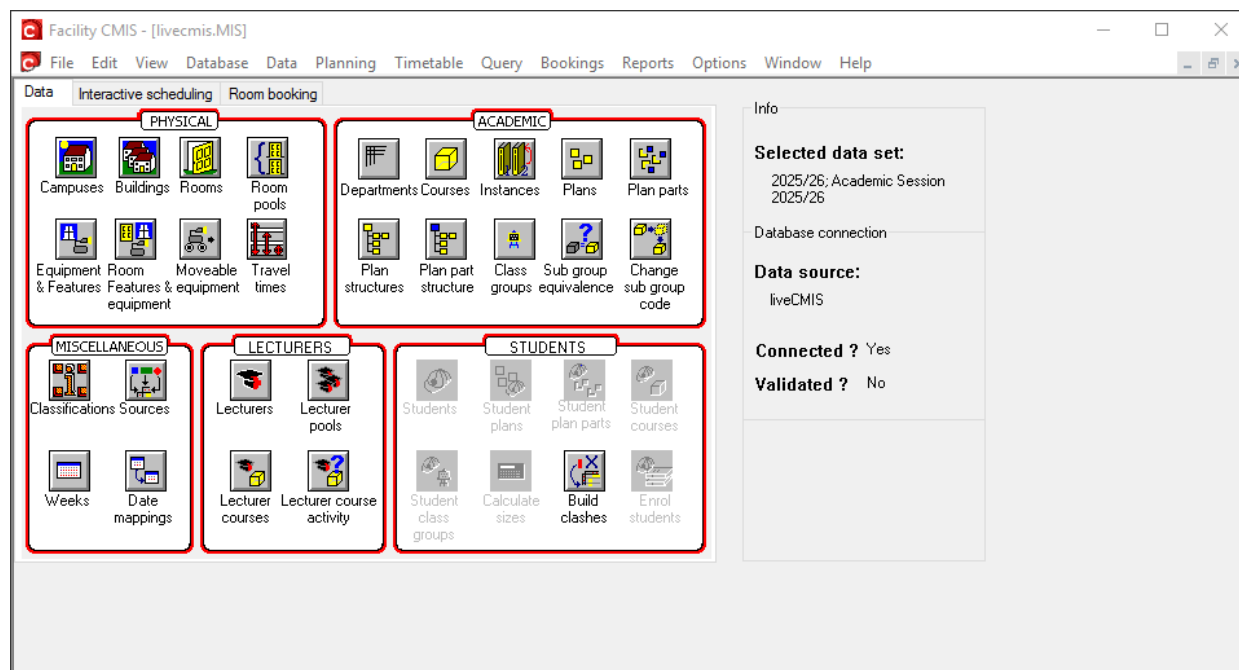 Facility CMIS - [livecmis.MIS]
File Edit View Database Data Planning Timetable Query Bookings Reports Options Window Help
Data Interactive scheduling Room booking
PHYSICAL
Campuses Buildings Rooms Room
pools
Equipment Room Moveable Travel
& Features Features & equipment times
equipment
ACADEMIC
Departments Courses Instances Plans Plan parts
Plan Plan part Class Sub group Change
structures structure groups equivalence sub group
code
MISCELLANEOUS
Classifications Sources
Weeks Date
mappings
LECTURERS
Lecturers Lecturer
pools
Lecturer Lecturer course
courses activity
STUDENTS
Students Student Student Student
plans plan parts courses
Student Calculate Build Enrol
class sizes clashes students
groups
Info
Selected data set:
2025/26; Academic Session
2025/26
Database connection
Data source:
liveCMIS
Connected ? Yes
Validated ? No